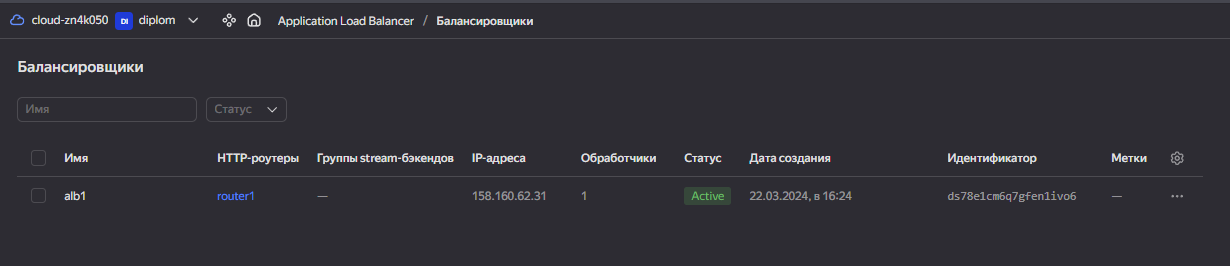 cloud-zn4k050 DI diplom Application Load Balancer / Балансировщики
Балансировщики
Имя Статус
Имя HTTP-роутеры Группы stream-бэкендов IP-адреса Обработчики Статус Дата создания Идентификатор Метки
alb1 router1 — 158.160.62.31 1 Active 22.03.2024, в 16:24 ds78e1cm6q7gfen1ivo6 —